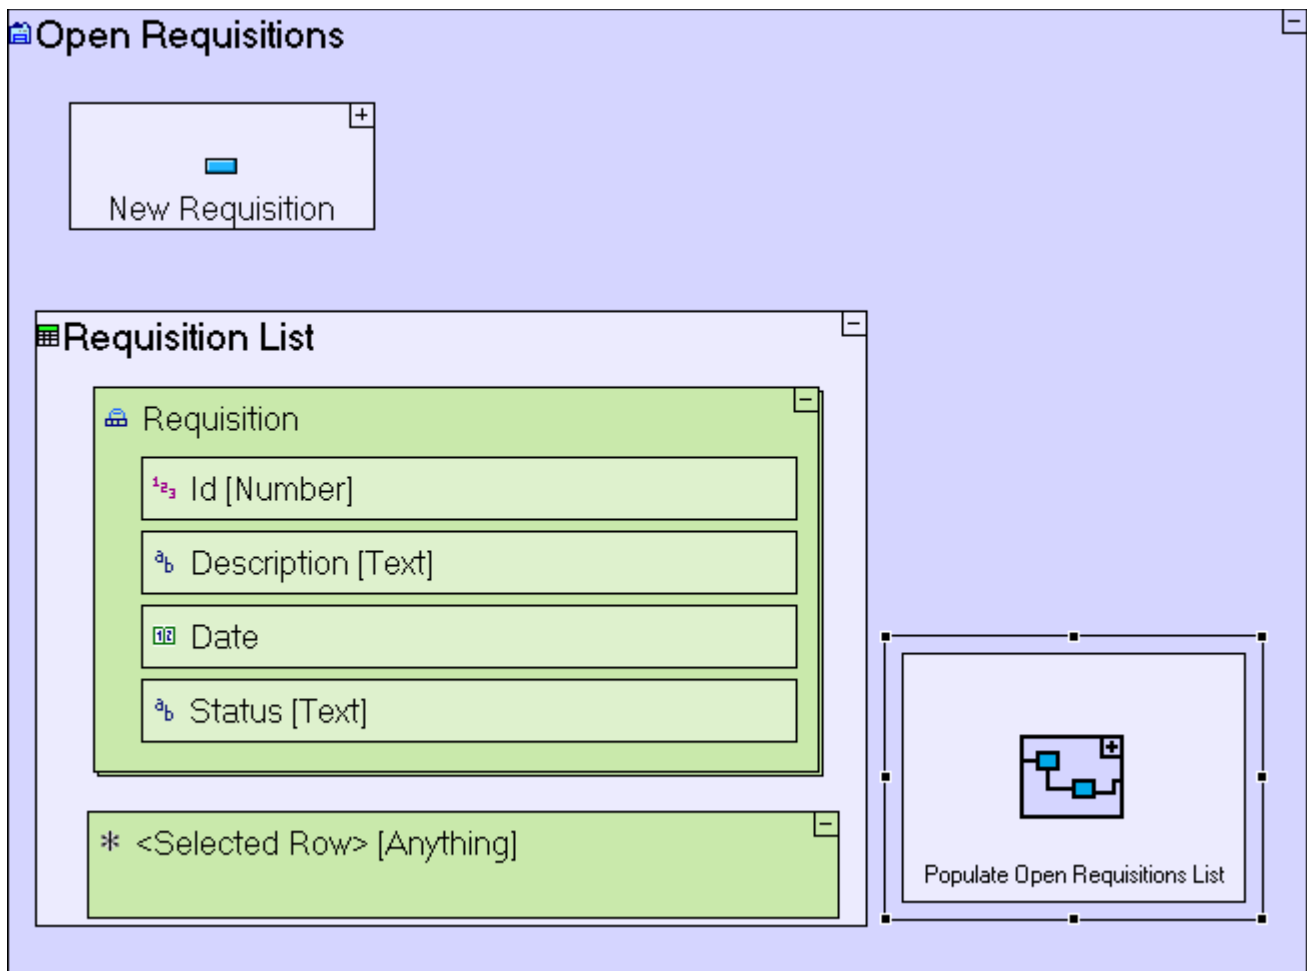 Open Requisitions
New Requisition
Requisition List
Requisition
Id [Number]
Description [Text]
Date
Status [Text]
<Selected Row> [Anything]
Populate Open Requisitions List